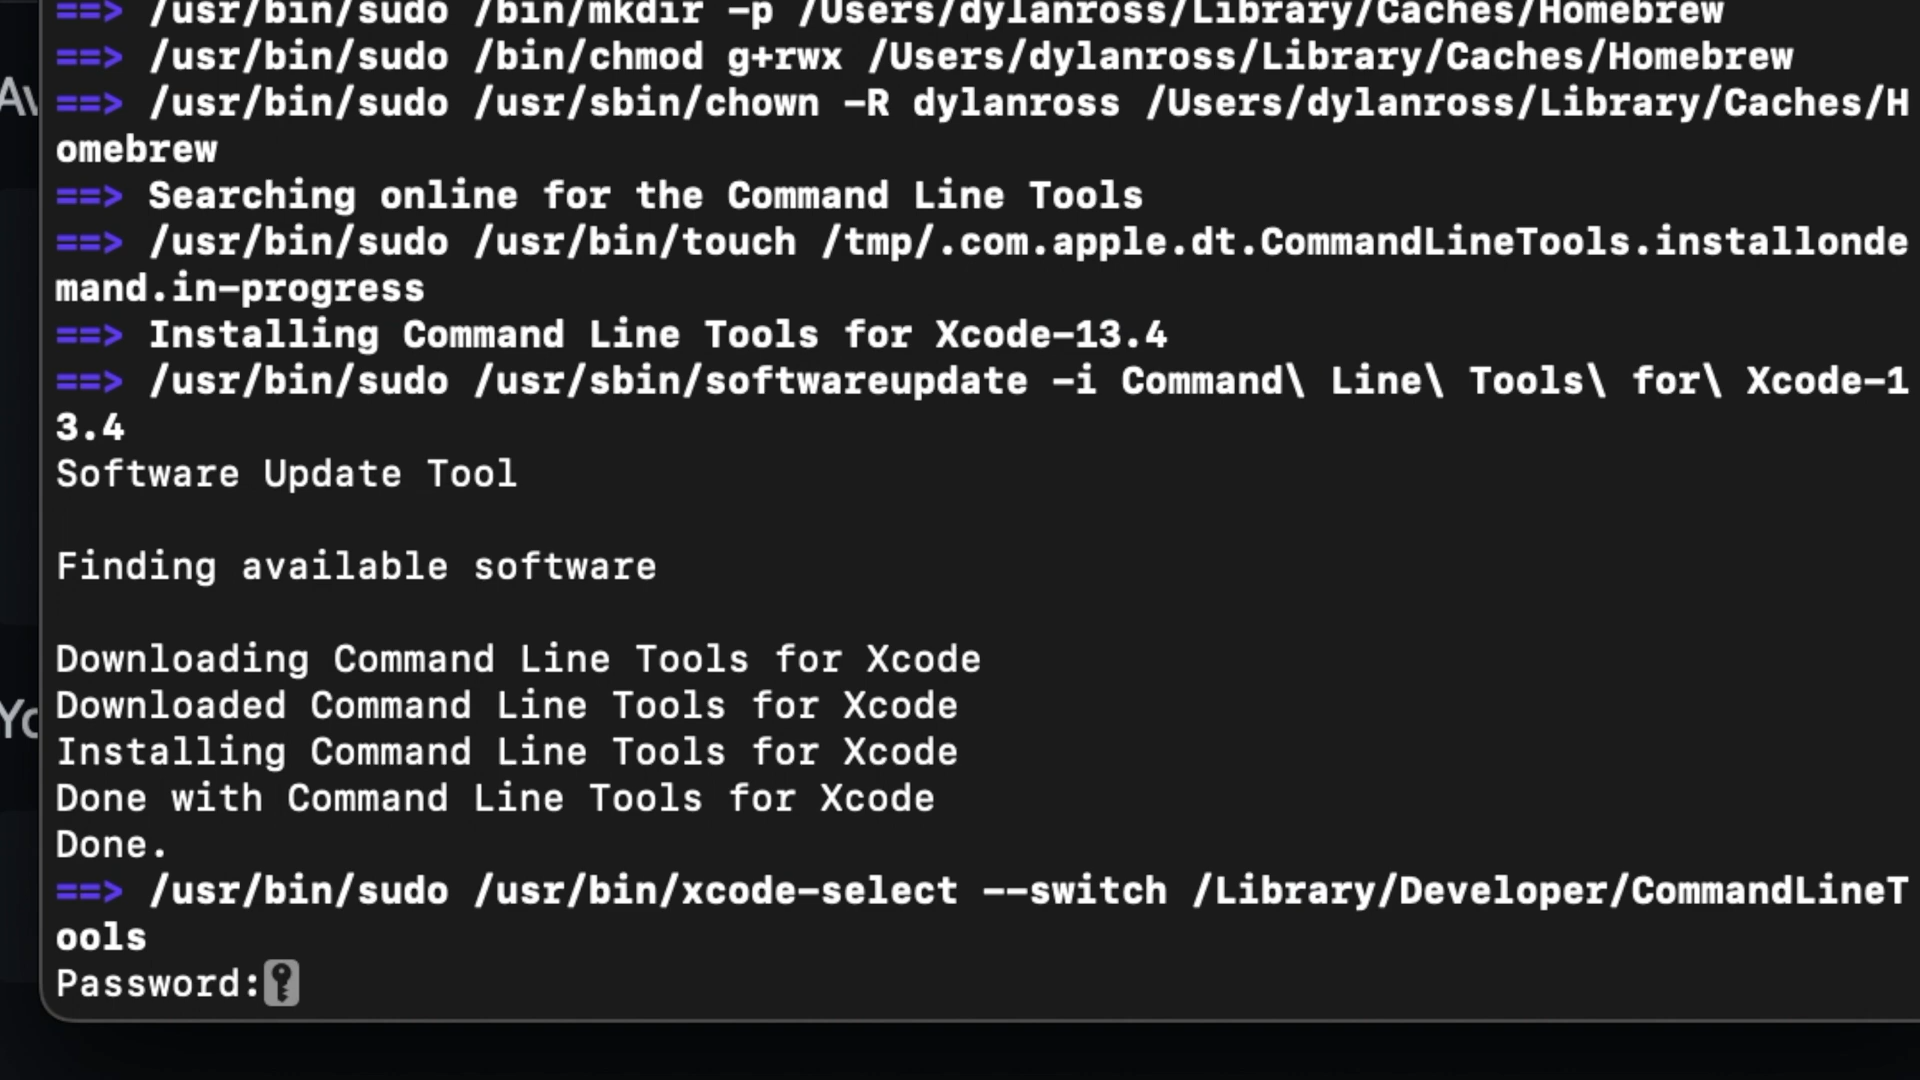 ==> /usr/bin/sudo /bin/mkdir -p /Users/dylanross/Library/Caches/Homebrew
==> /usr/bin/sudo /bin/chmod g+rwx /Users/dylanross/Library/Caches/Homebrew
==> /usr/bin/sudo /usr/sbin/chown -R dylanross /Users/dylanross/Library/Caches/H
omebrew
==> Searching online for the Command Line Tools
==> /usr/bin/sudo /usr/bin/touch /tmp/.com.apple.dt.CommandLineTools.installonde
mand.in-progress
==> Installing Command Line Tools for Xcode-13.4
==> /usr/bin/sudo /usr/sbin/softwareupdate -i Command\ Line\ Tools\ for\ Xcode-1
3.4
Software Update Tool
Finding available software
Downloading Command Line Tools for Xcode
Downloaded Command Line Tools for Xcode
Installing Command Line Tools for Xcode
Done with Command Line Tools for Xcode
Done.
==> /usr/bin/sudo /usr/bin/xcode-select --switch /Library/Developer/CommandLineT
ools
Password: